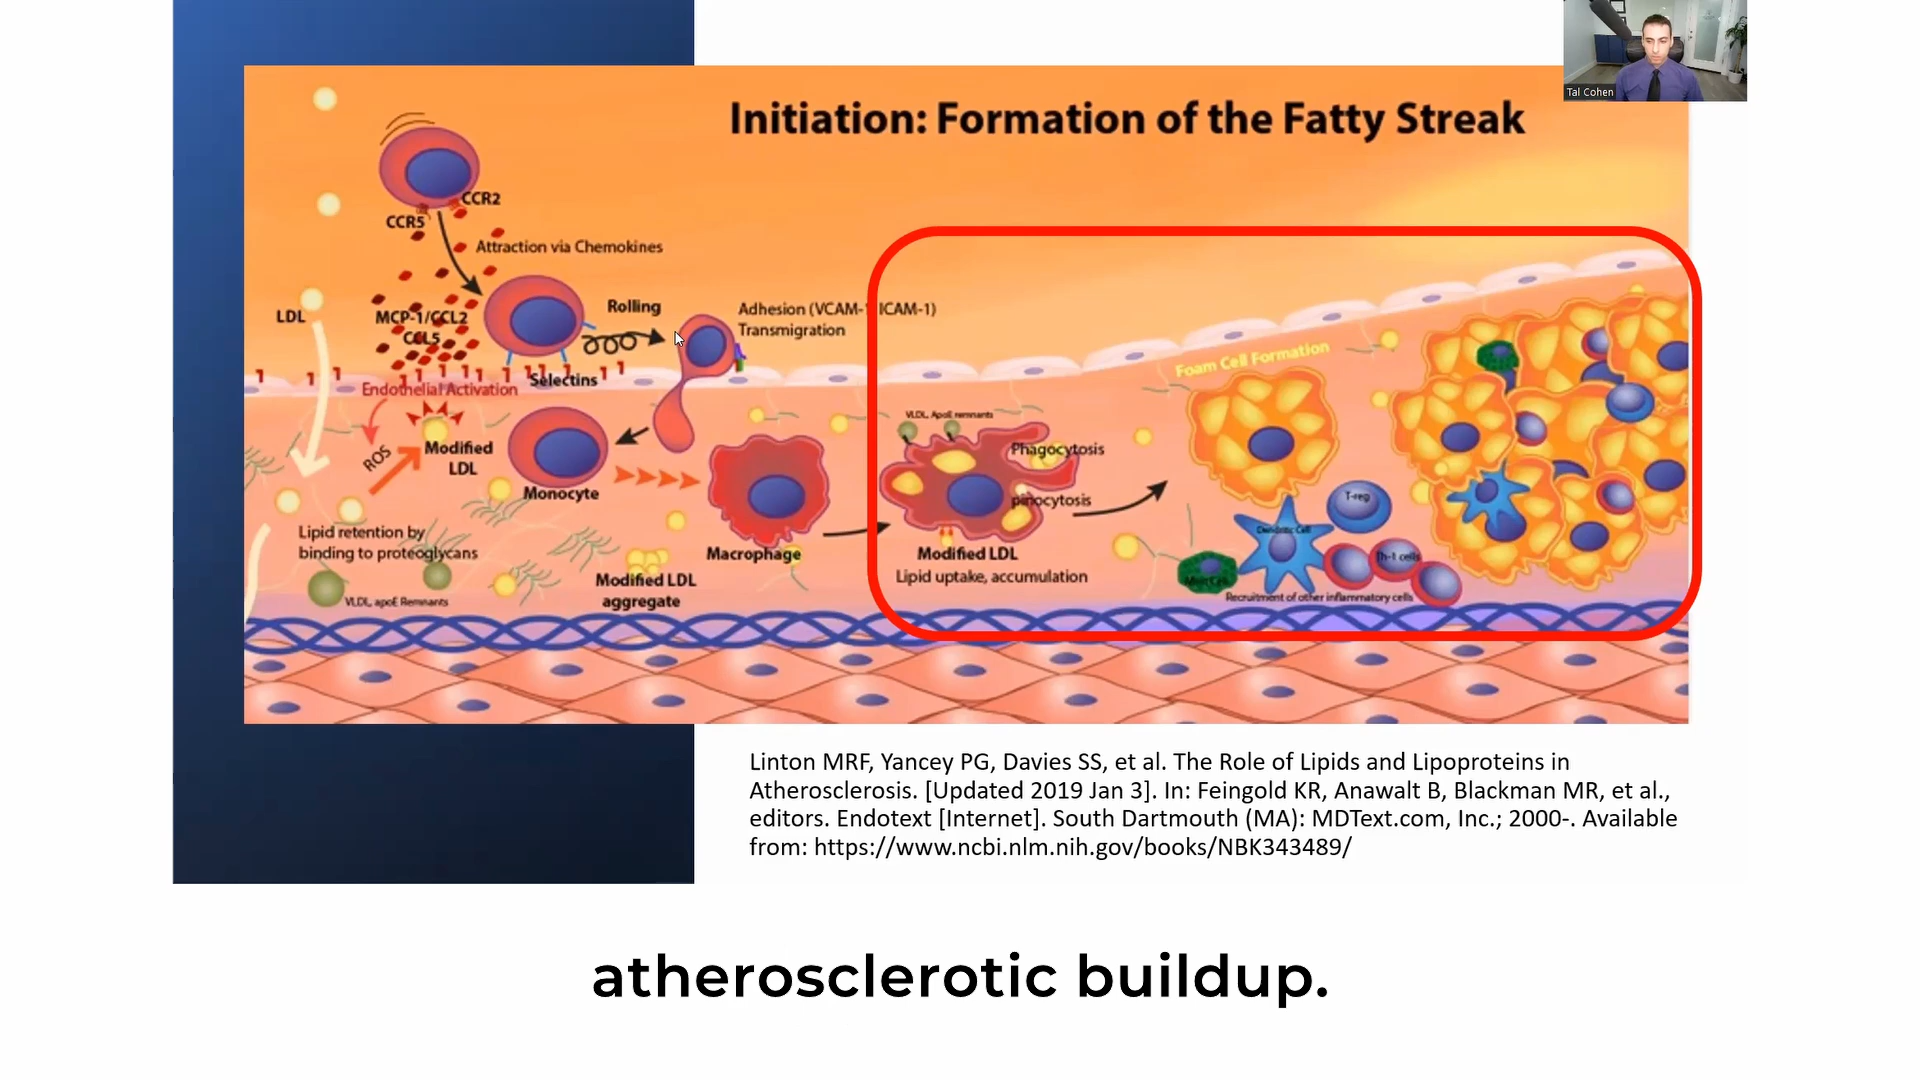 Tal Cohen
Initiation: Formation of the Fatty Streak
CCR2
CCR5
Attraction via Chemokines
LDL
MCP-1/CCL2
CCL5
Rolling
Adhesion (VCAM-1 ICAM-1)
Transmigration
Selectins
Endothelial Activation
Foam Cell Formation
ROS
Modified
LDL
Monocyte
VLDL, ApoE remnants
Phagocytosis
pinocytosis
T-reg
Dendritic Cell
Lipid retention by
binding to proteoglycans
Macrophage
Modified LDL
Lipid uptake, accumulation
Th-1 cells
Mast Cell
Modified LDL
aggregate
VLDL, apoE Remnants
Recruitment of other inflammatory cells
Linton MRF, Yancey PG, Davies SS, et al. The Role of Lipids and Lipoproteins in
Atherosclerosis. [Updated 2019 Jan 3]. In: Feingold KR, Anawalt B, Blackman MR, et al.,
editors. Endotext [Internet]. South Dartmouth (MA): MDText.com, Inc.; 2000-. Available
from: https://www.ncbi.nlm.nih.gov/books/NBK343489/
atherosclerotic buildup.